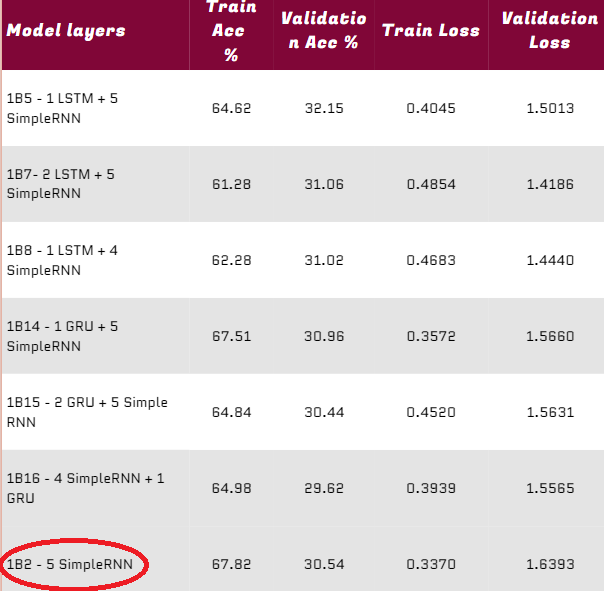 Model layers
Train Acc %
Validation Acc %
Train Loss
Validation Loss
1B5 - 1 LSTM + 5 SimpleRNN
64.62
32.15
0.4045
1.5013
1B7- 2 LSTM + 5 SimpleRNN
61.28
31.06
0.4854
1.4186
1B8 - 1 LSTM + 4 SimpleRNN
62.28
31.02
0.4683
1.4440
1B14 - 1 GRU + 5 SimpleRNN
67.51
30.96
0.3572
1.5660
1B15 - 2 GRU + 5 Simple RNN
64.84
30.44
0.4520
1.5631
1B16 - 4 SimpleRNN + 1 GRU
64.98
29.62
0.3939
1.5565
1B2 - 5 SimpleRNN
67.82
30.54
0.3370
1.6393